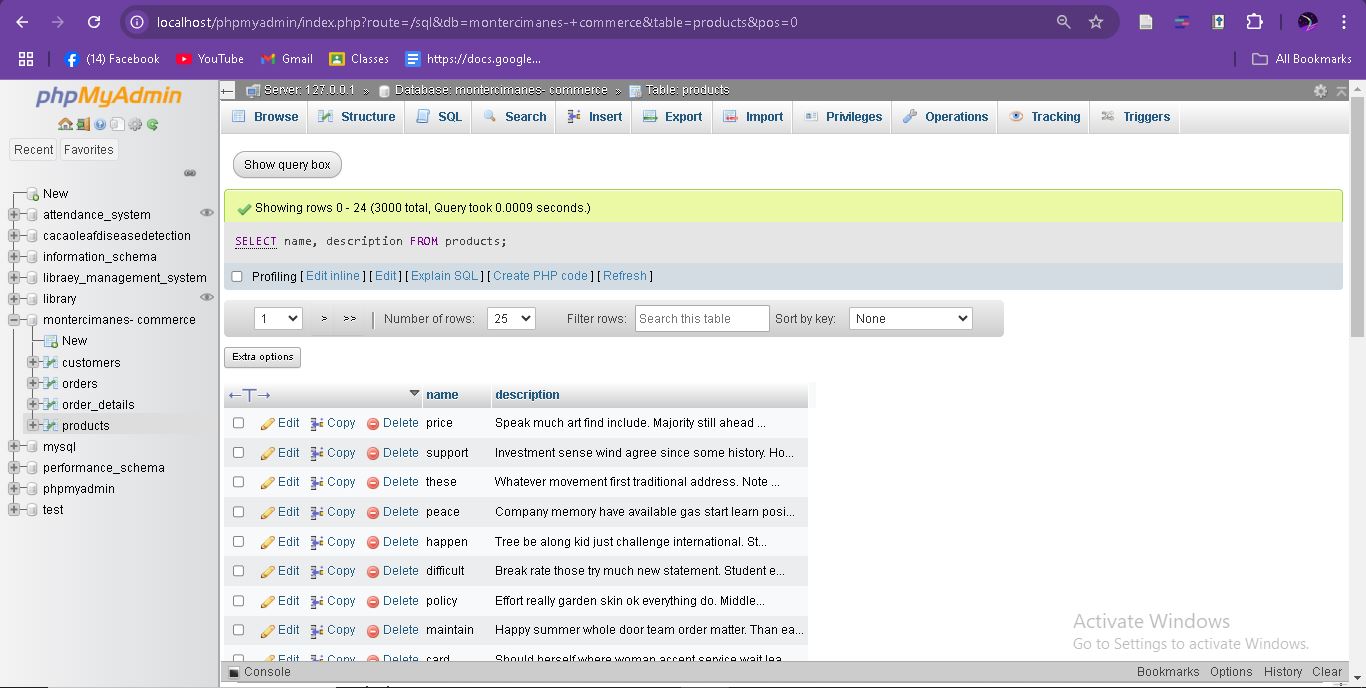 localhost/phpmyadmin/index.php?route=/sql&db=montercimanes-+commerce&table=products&pos=0
(14) Facebook YouTube Gmail Classes https://docs.google... All Bookmarks
phpMyAdmin
Recent Favorites
New
attendance_system
cacaoleafdiseasedetection
information_schema
libraey_management_system
library
montercimanes- commerce
New
customers
orders
order_details
products
mysql
performance_schema
phpmyadmin
test
Server: 127.0.0.1 » Database: montercimanes- commerce » Table: products
Browse Structure SQL Search Insert Export Import Privileges Operations Tracking Triggers
Show query box
Showing rows 0 - 24 (3000 total, Query took 0.0009 seconds.)
SELECT name, description FROM products;
Profiling [ Edit inline ] [ Edit ] [ Explain SQL ] [ Create PHP code ] [ Refresh ]
1 > >> | Number of rows: 25 Filter rows: Search this table Sort by key: None
Extra options
←T→ name description
Edit Copy Delete price Speak much art find include. Majority still ahead ...
Edit Copy Delete support Investment sense wind agree since some history. Ho...
Edit Copy Delete these Whatever movement first traditional address. Note ...
Edit Copy Delete peace Company memory have available gas start learn posi...
Edit Copy Delete happen Tree be along kid just challenge international. St...
Edit Copy Delete difficult Break rate those try much new statement. Student e...
Edit Copy Delete policy Effort really garden skin ok everything do. Middle...
Edit Copy Delete maintain Happy summer whole door team order matter. Than ea...
Edit Copy Delete card Should herself where woman accept service wait lea...
Activate Windows
Go to Settings to activate Windows.
Console Bookmarks Options History Clear